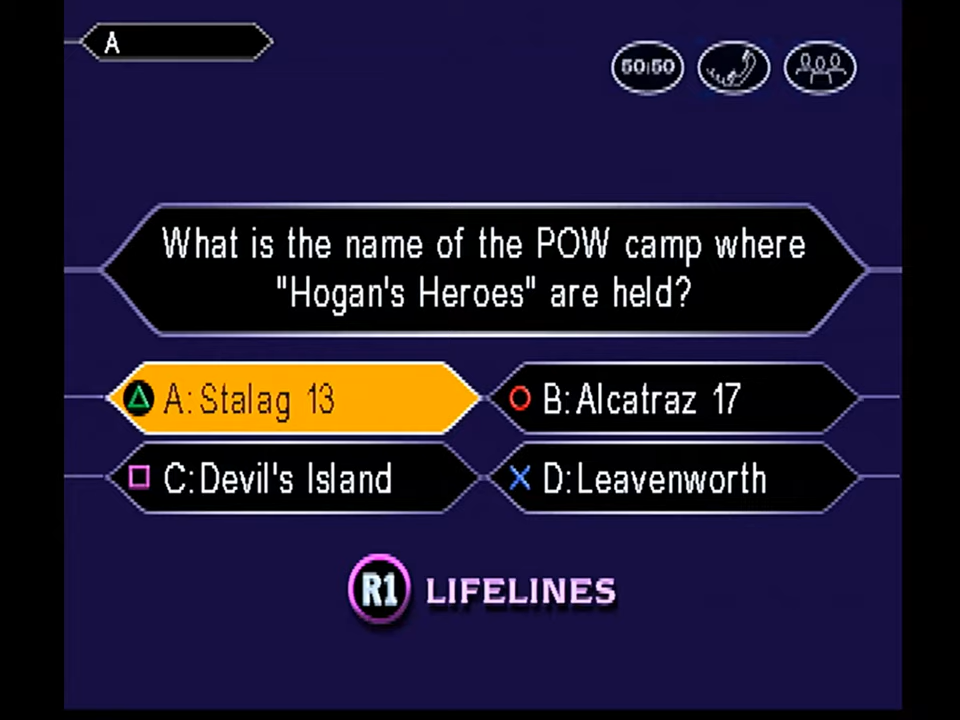 A
50:50
What is the name of the POW camp where
"Hogan's Heroes" are held?
A: Stalag 13
B: Alcatraz 17
C: Devil's Island
D: Leavenworth
R1 LIFELINES